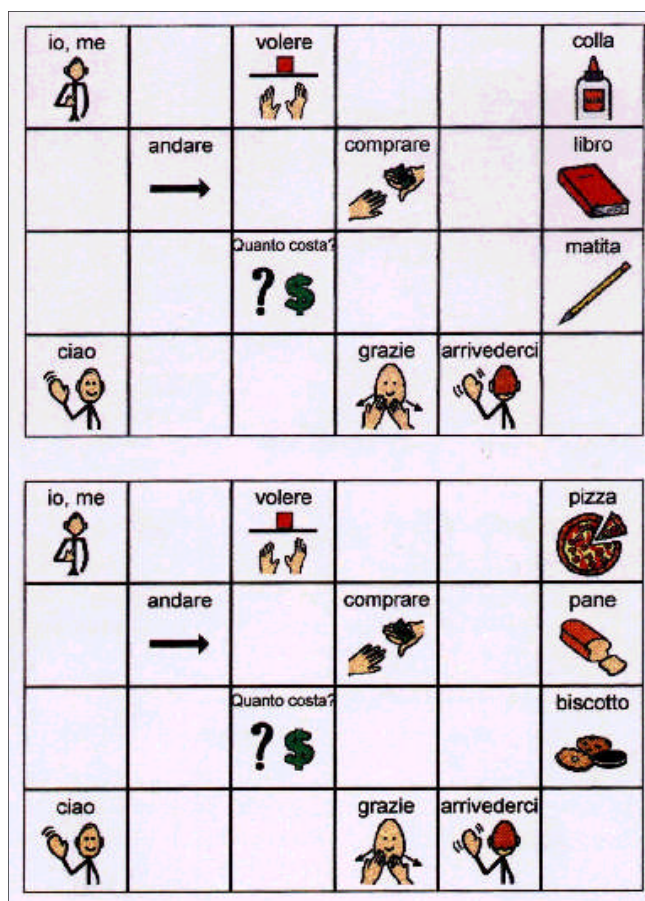 io, me volere colla
andare comprare libro
Quanto costa? matita
ciao grazie arrivederci
io, me volere pizza
andare comprare pane
Quanto costa? biscotto
ciao grazie arrivederci